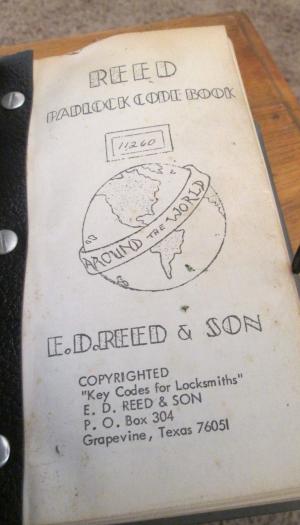 REED
PADLOCK CODE BOOK
11260
AROUND THE WORLD
E.D.REED & SON
COPYRIGHTED
"Key Codes for Locksmiths"
E. D. REED & SON
P. O. Box 304
Grapevine, Texas 76051